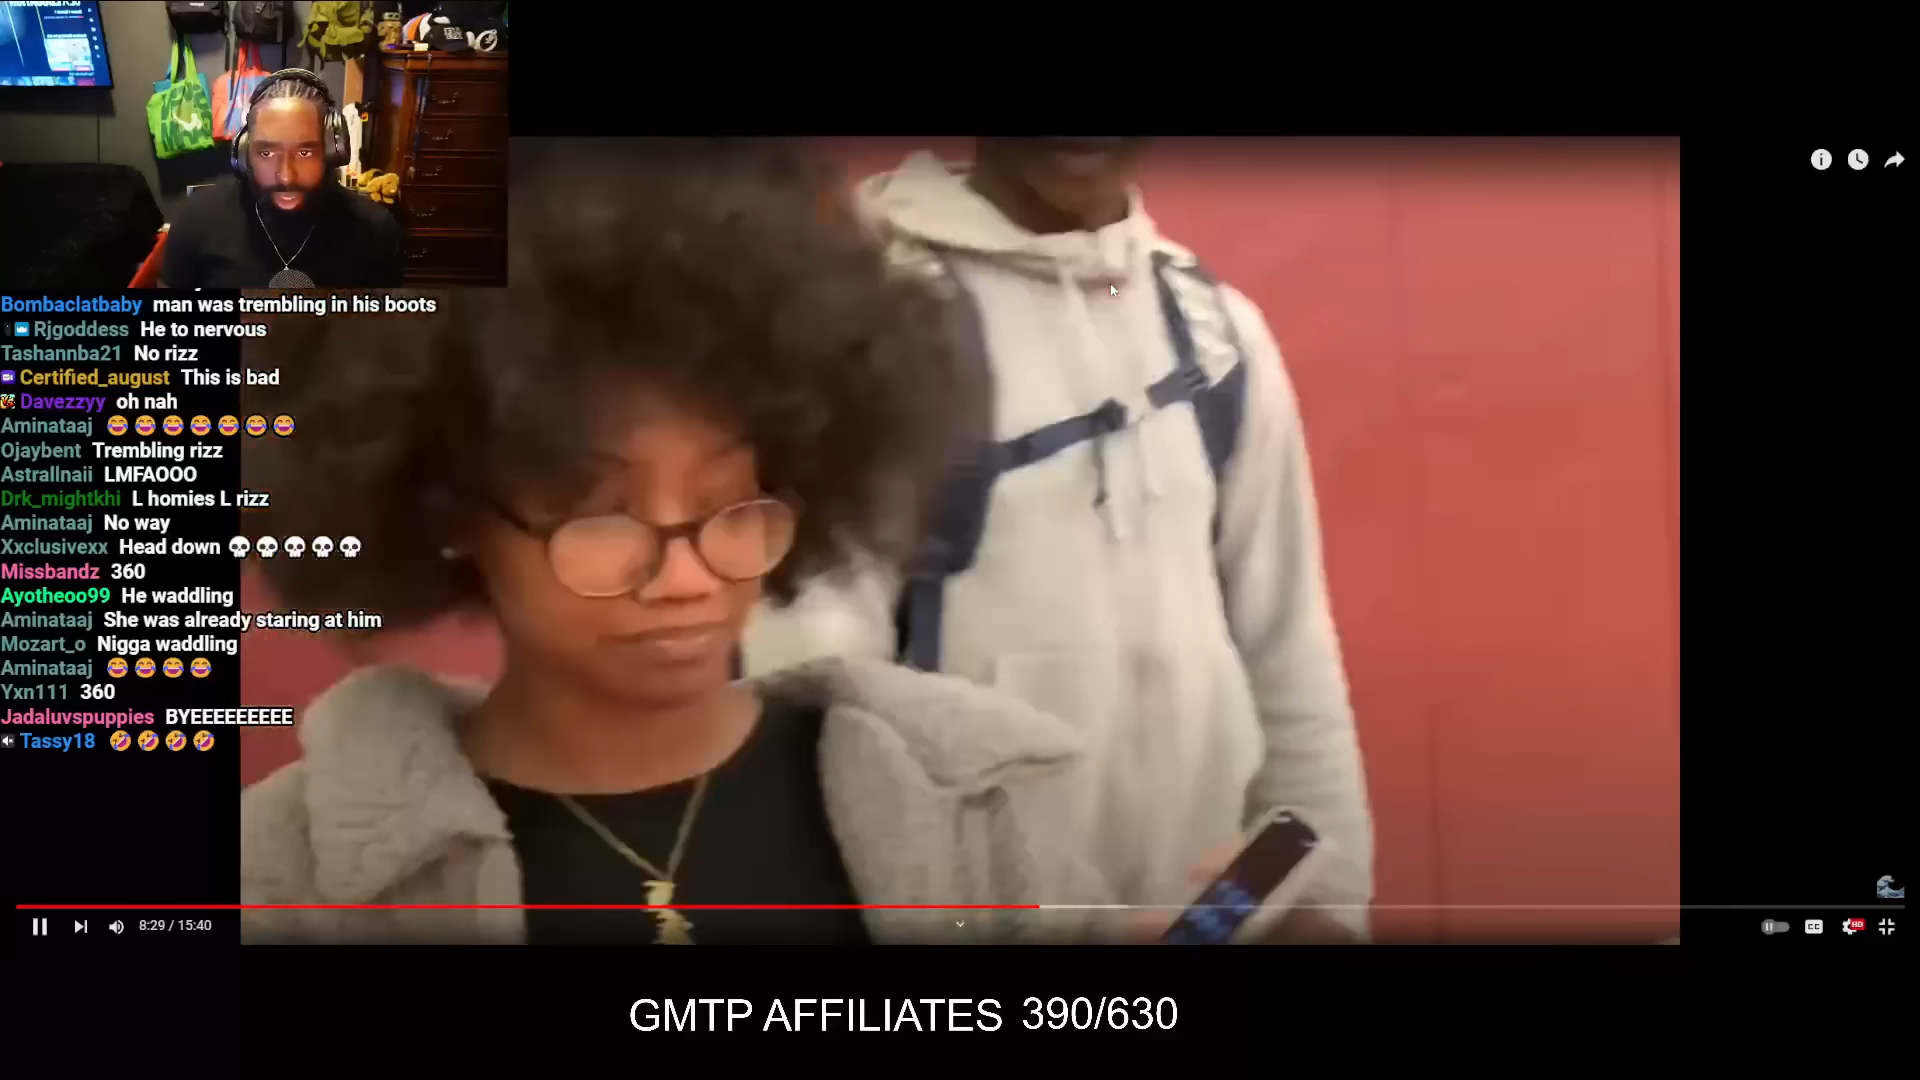 Bombaclatbaby man was trembling in his boots
Rjgoddess He to nervous
Tashannba21 No rizz
Certified_august This is bad
Davezzyy oh nah
Aminataaj 😂😂😂😂😂😂😂
Ojaybent Trembling rizz
Astrallnaii LMFAOOO
Drk_mightkhi L homies L rizz
Aminataaj No way
Xxclusivexx Head down 💀💀💀💀💀
Missbandz 360
Ayotheoo99 He waddling
Aminataaj She was already staring at him
Mozart_o Nigga waddling
Aminataaj 😂😂😂😂
Yxn111 360
Jadaluvspuppies BYEEEEEEEEE
Tassy18 🤣🤣🤣🤣
8:29 / 15:40
CC
HD
GMTP AFFILIATES 390/630